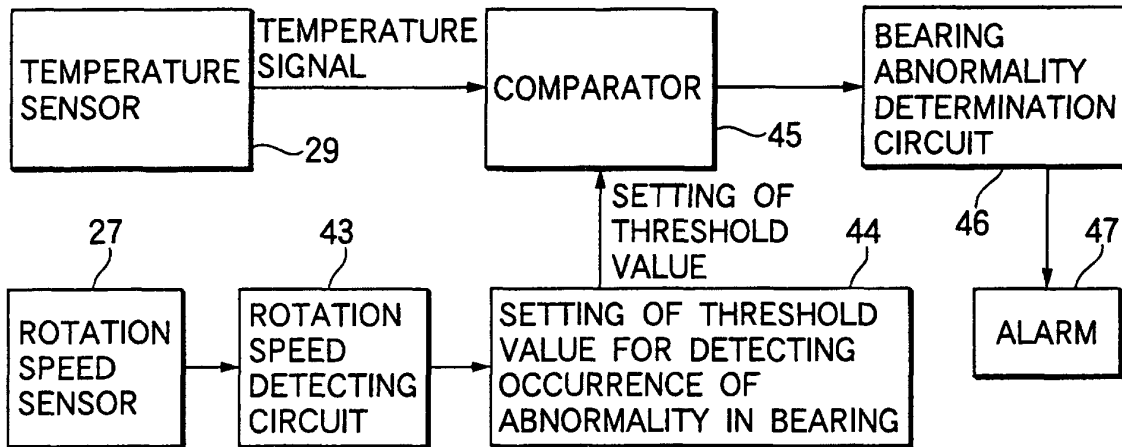 TEMPERATURE
SENSOR
29
TEMPERATURE
SIGNAL
COMPARATOR
45
BEARING
ABNORMALITY
DETERMINATION
CIRCUIT
46
SETTING OF
THRESHOLD
VALUE
27
ROTATION
SPEED
SENSOR
43
ROTATION
SPEED
DETECTING
CIRCUIT
44
SETTING OF THRESHOLD
VALUE FOR DETECTING
OCCURRENCE OF
ABNORMALITY IN BEARING
47
ALARM